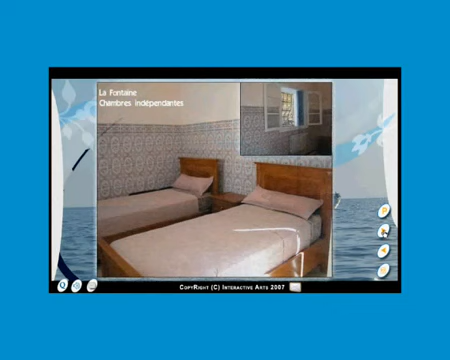 La Fontaine
Chambres indépendantes
CopyRight (C) Interactive Arts 2007